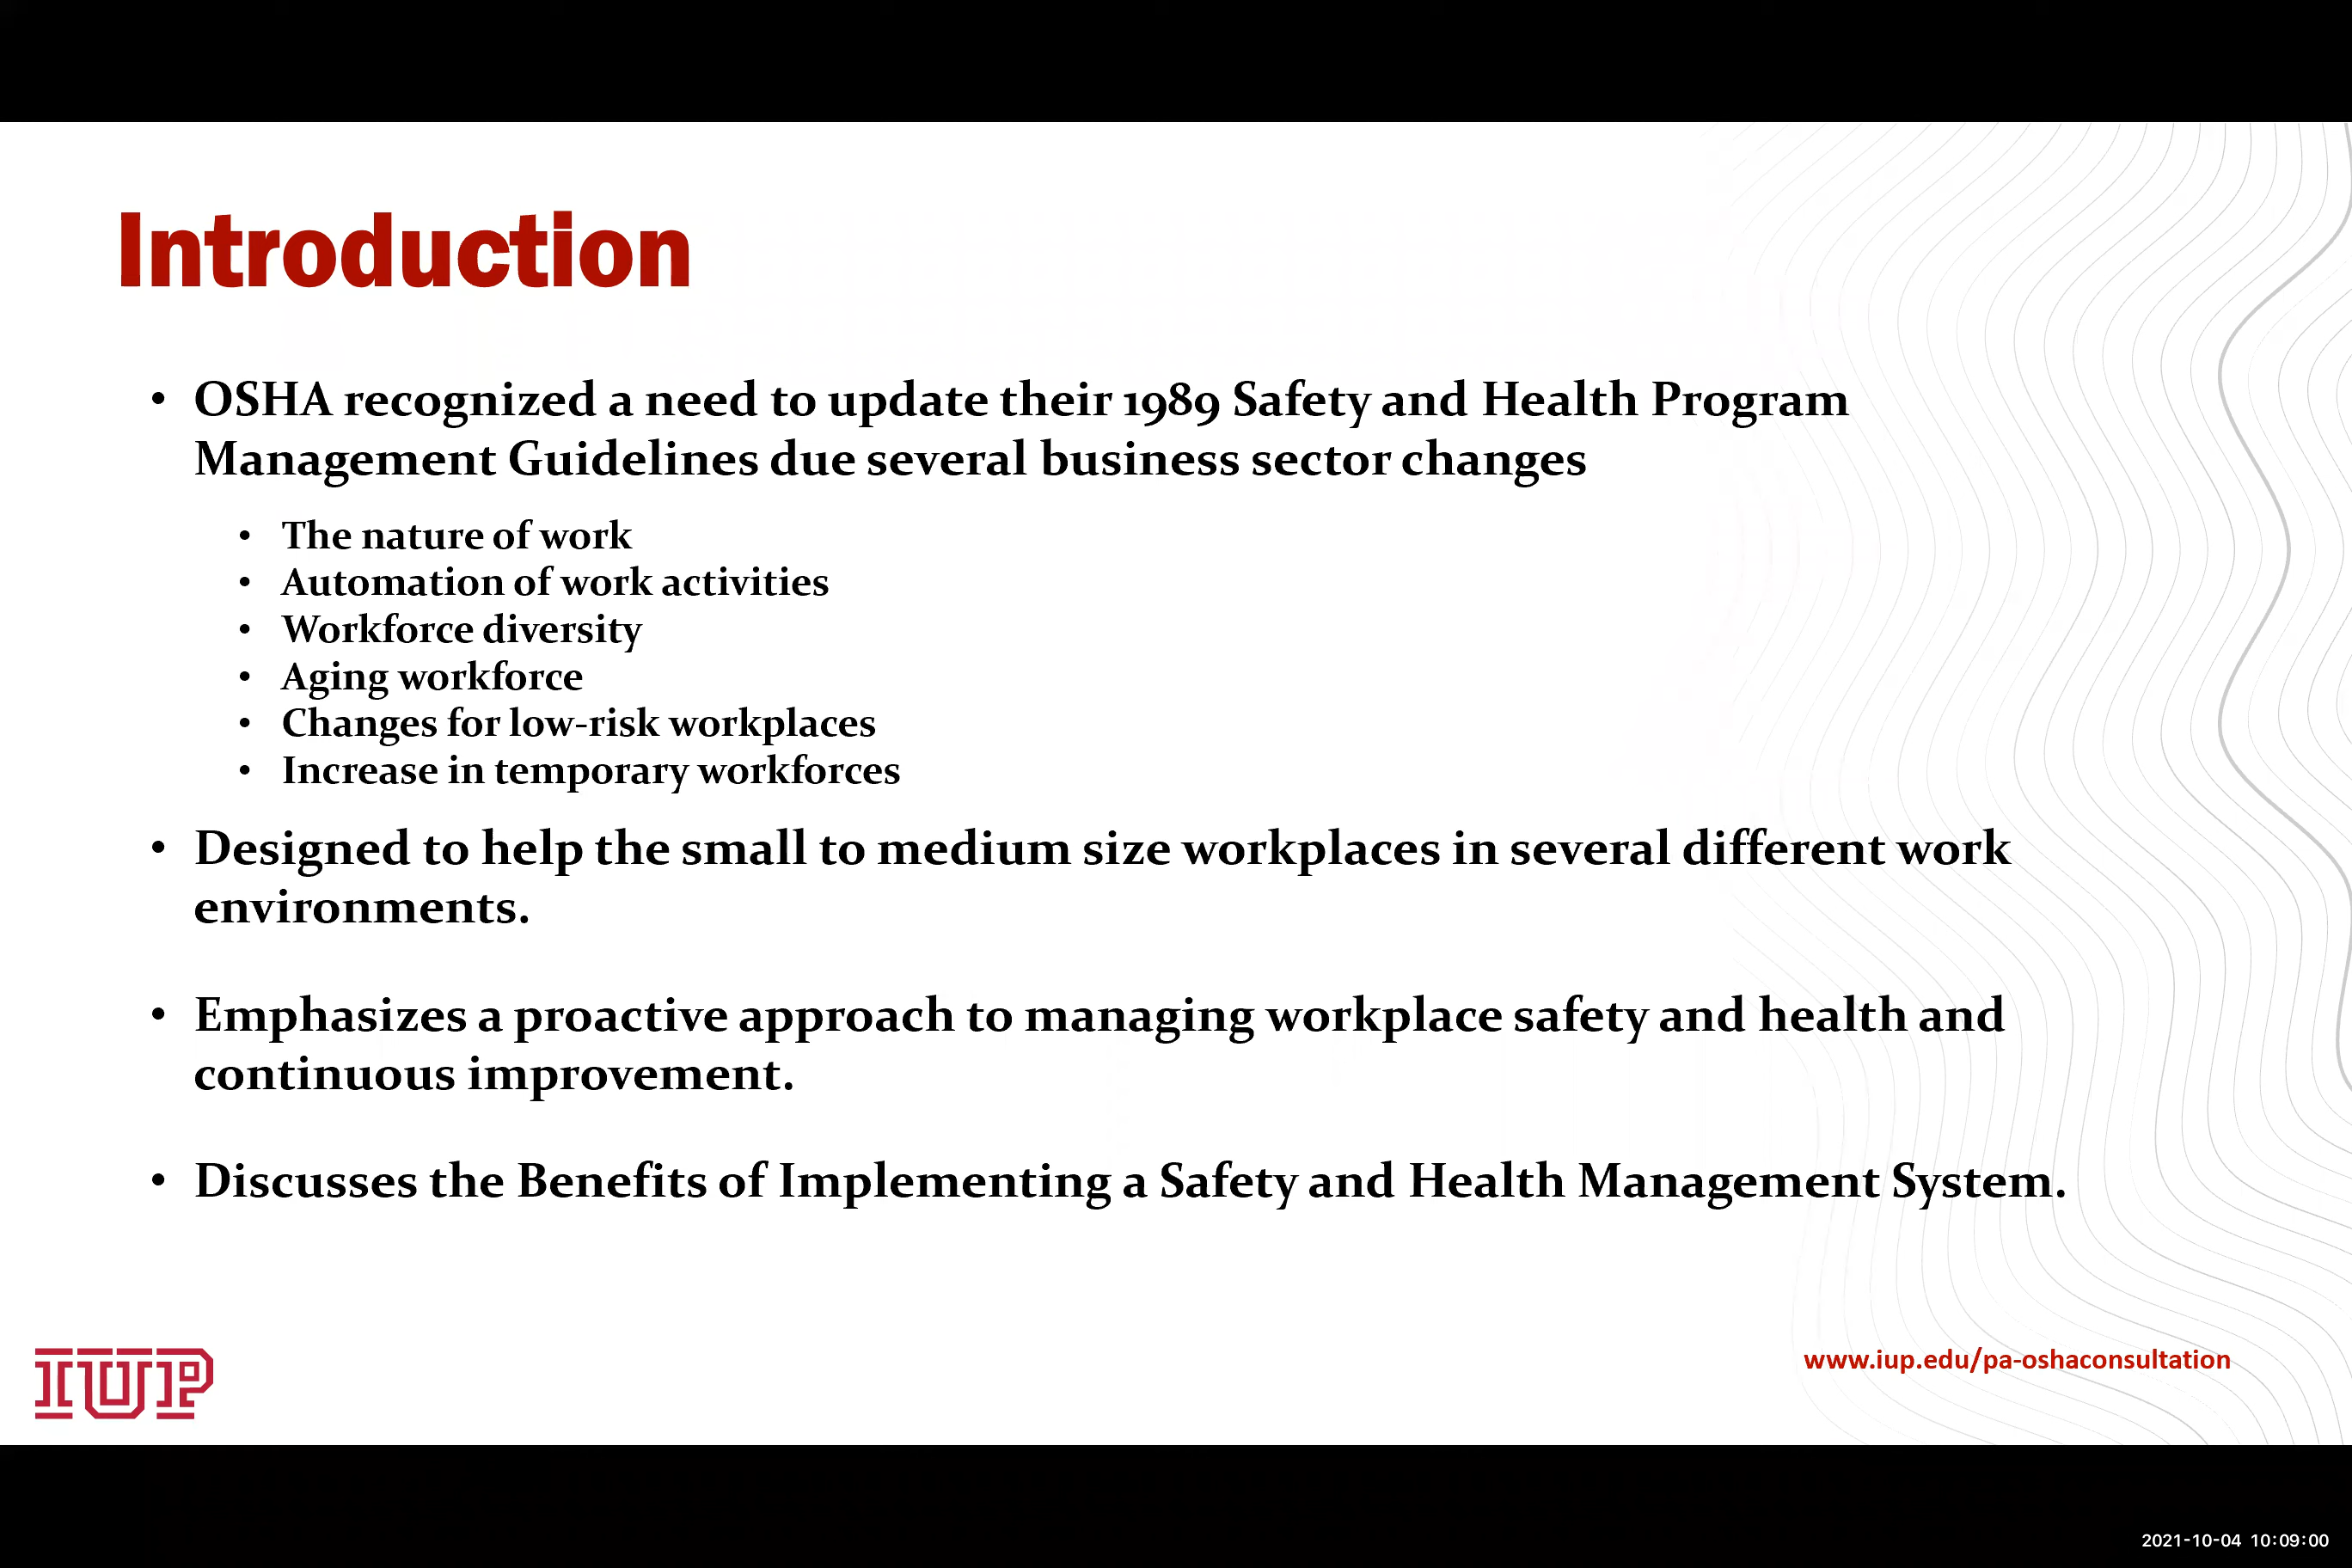 Introduction
• OSHA recognized a need to update their 1989 Safety and Health Program
Management Guidelines due several business sector changes
• The nature of work
• Automation of work activities
• Workforce diversity
• Aging workforce
• Changes for low-risk workplaces
• Increase in temporary workforces
• Designed to help the small to medium size workplaces in several different work
environments.
• Emphasizes a proactive approach to managing workplace safety and health and
continuous improvement.
• Discusses the Benefits of Implementing a Safety and Health Management System.
IUP
www.iup.edu/pa-oshaconsultation
2021-10-04 10:09:00